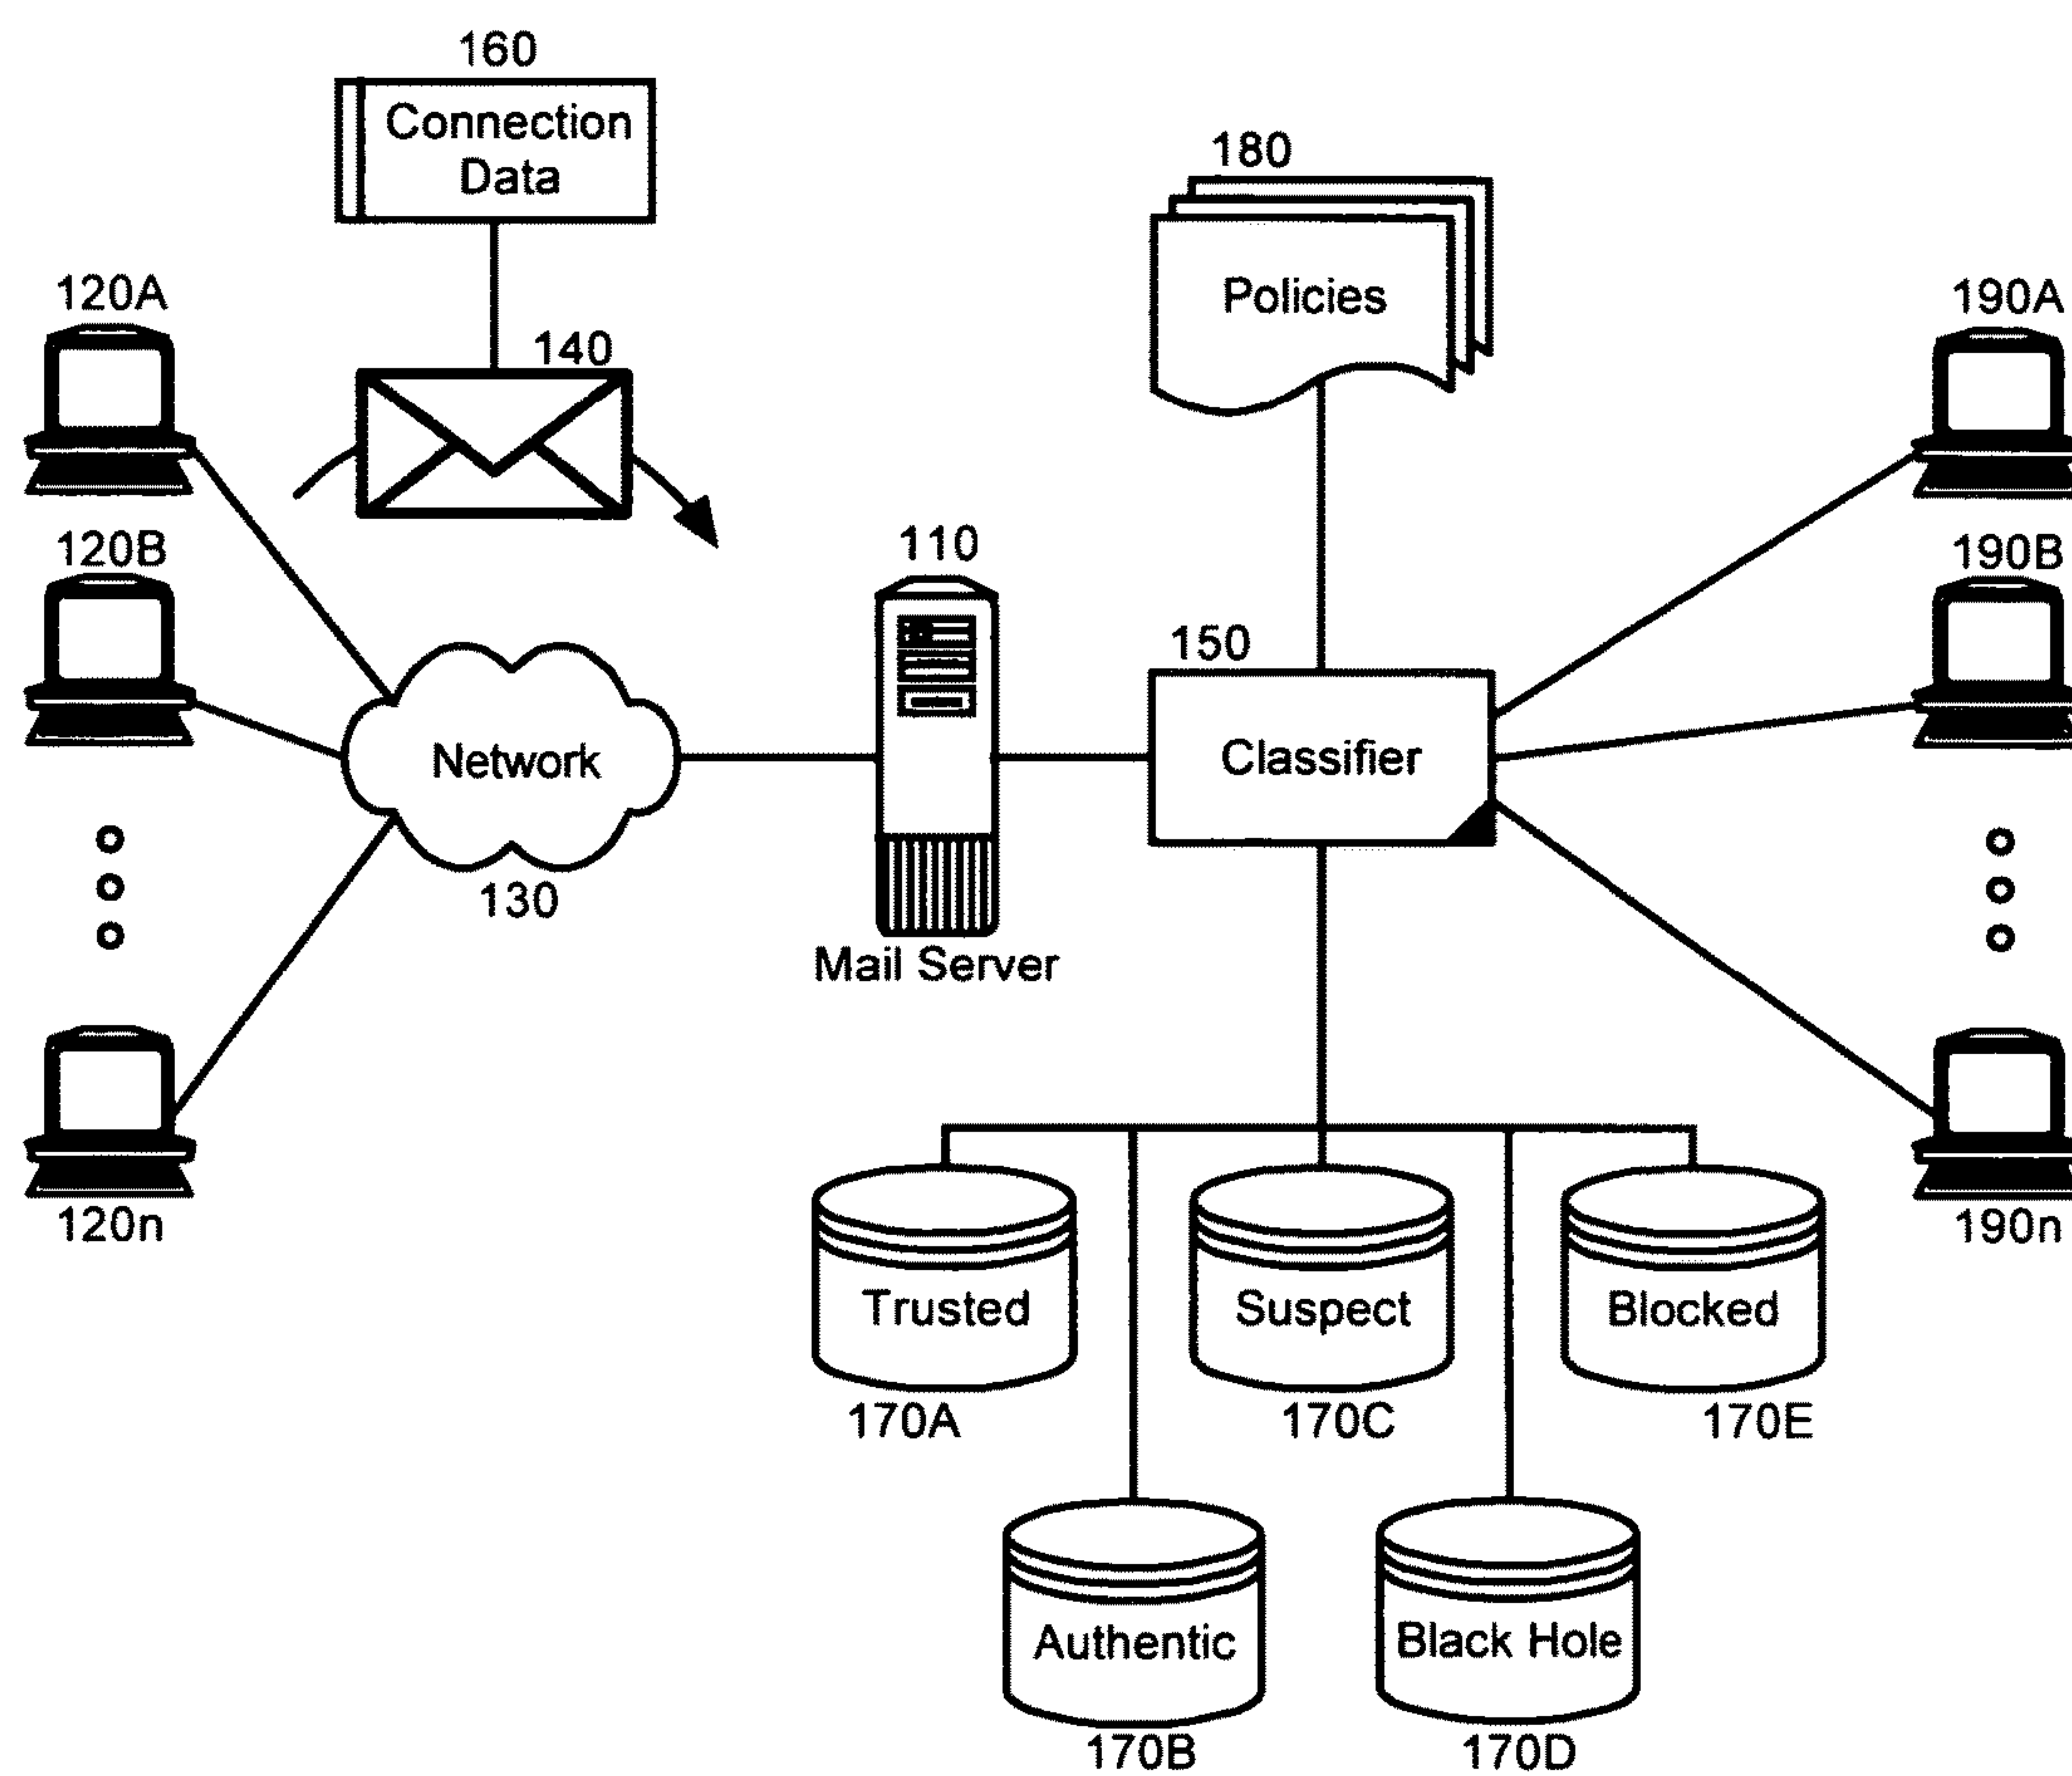 160
Connection
Data
180
Policies
120A
140
190A
120B
110
190B
150
Network
Classifier
130
Mail Server
120n
190n
Trusted
Suspect
Blocked
170A
170C
170E
Authentic
Black Hole
170B
170D